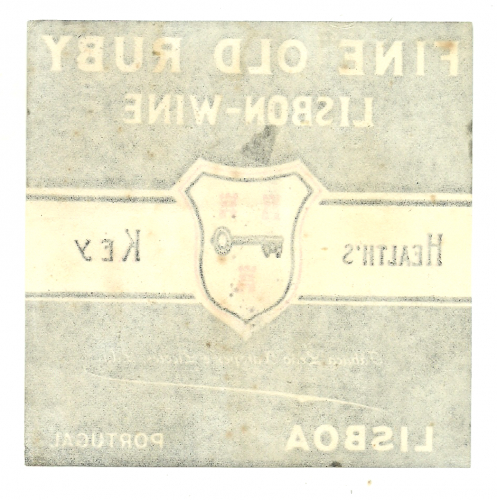 FINE OLD RUBY
LISBON-WINE
HEALTH'S KEY
LISBOA PORTUGAL